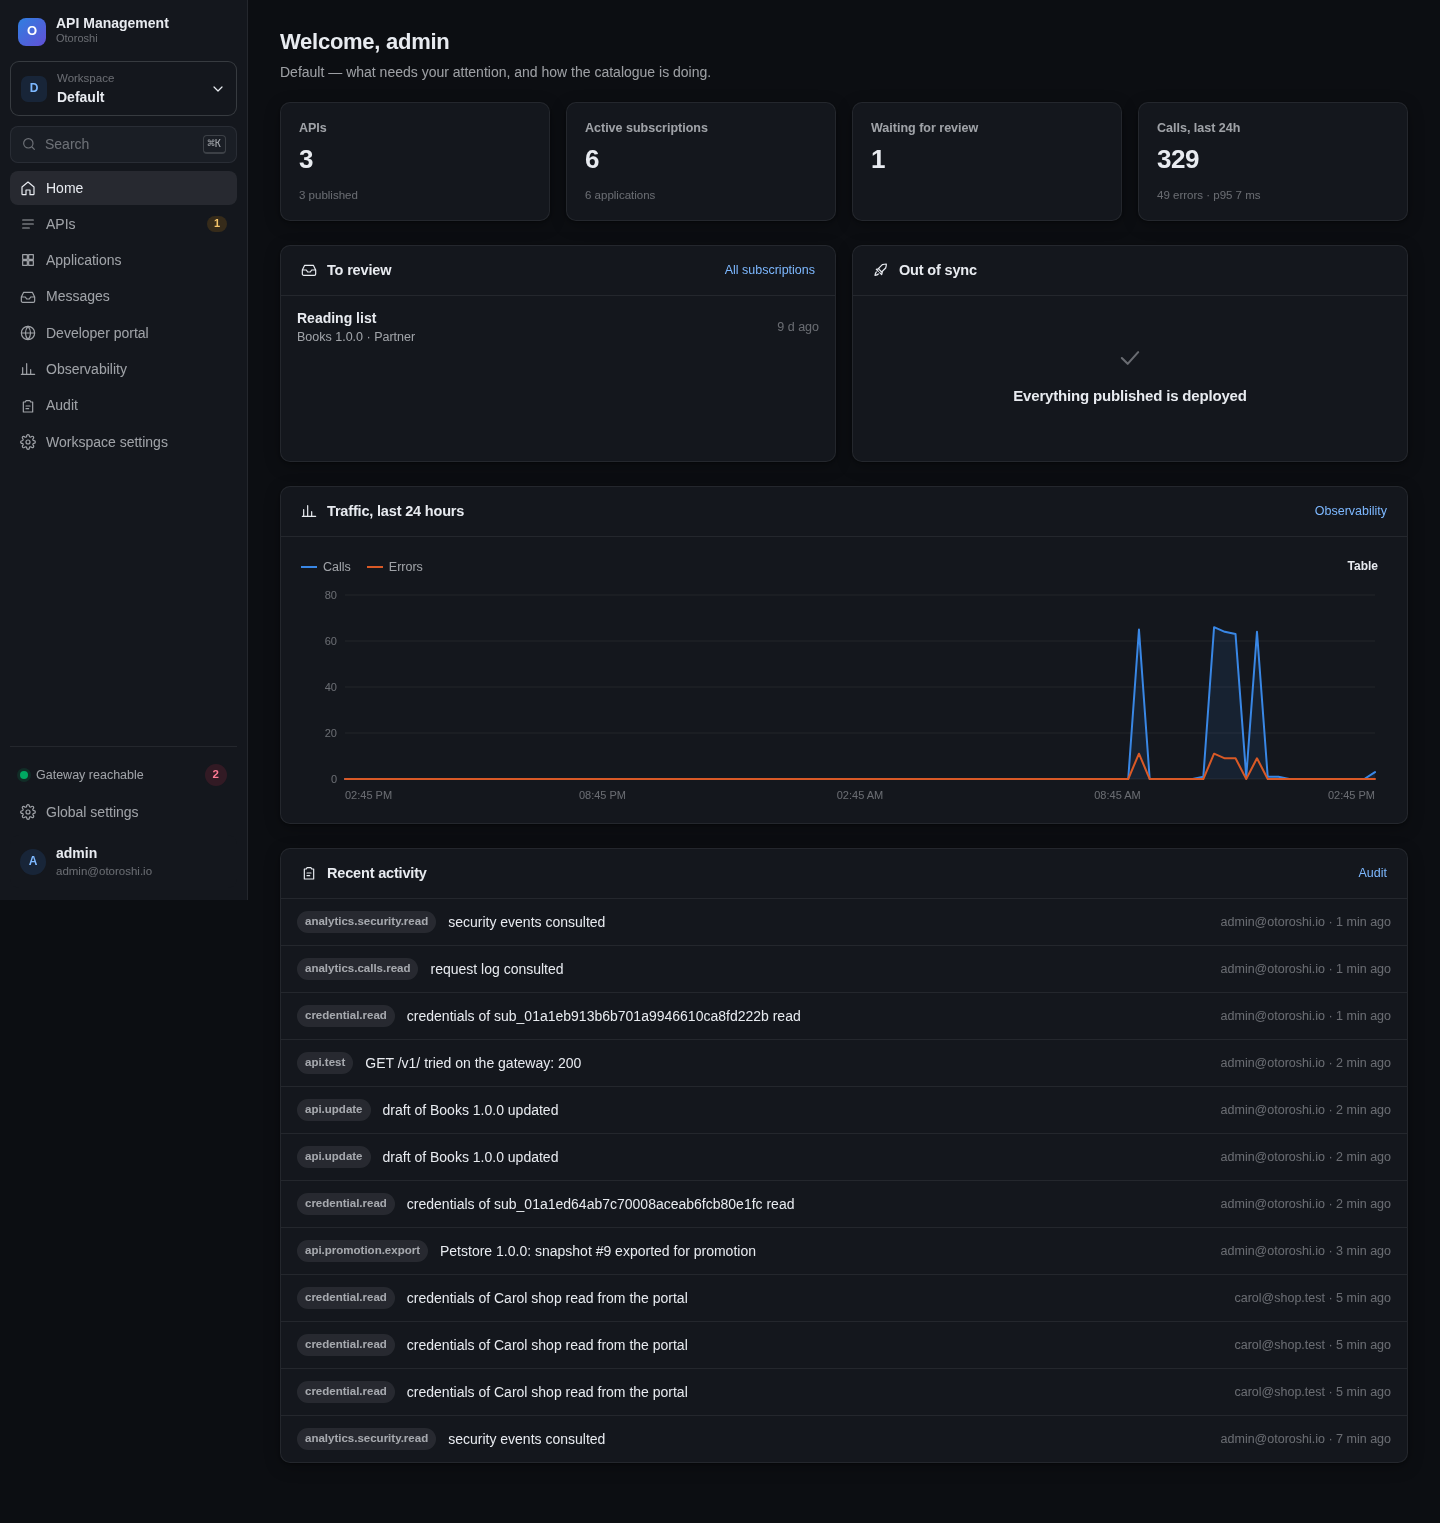 O
API Management
Otoroshi
D
Workspace
Default
Search
⌘K
Home
APIs
1
Applications
Messages
Developer portal
Observability
Audit
Workspace settings
Gateway reachable
2
Global settings
A
admin
admin@otoroshi.io
Welcome, admin
Default — what needs your attention, and how the catalogue is doing.
APIs
3
3 published
Active subscriptions
6
6 applications
Waiting for review
1
Calls, last 24h
329
49 errors · p95 7 ms
To review
All subscriptions
Reading list
Books 1.0.0 · Partner
9 d ago
Out of sync
Everything published is deployed
Traffic, last 24 hours
Observability
Calls
Errors
Table
80
60
40
20
0
02:45 PM
08:45 PM
02:45 AM
08:45 AM
02:45 PM
Recent activity
Audit
analytics.security.read security events consulted admin@otoroshi.io · 1 min ago
analytics.calls.read request log consulted admin@otoroshi.io · 1 min ago
credential.read credentials of sub_01a1eb913b6b701a9946610ca8fd222b read admin@otoroshi.io · 1 min ago
api.test GET /v1/ tried on the gateway: 200 admin@otoroshi.io · 2 min ago
api.update draft of Books 1.0.0 updated admin@otoroshi.io · 2 min ago
api.update draft of Books 1.0.0 updated admin@otoroshi.io · 2 min ago
credential.read credentials of sub_01a1ed64ab7c70008aceab6fcb80e1fc read admin@otoroshi.io · 2 min ago
api.promotion.export Petstore 1.0.0: snapshot #9 exported for promotion admin@otoroshi.io · 3 min ago
credential.read credentials of Carol shop read from the portal carol@shop.test · 5 min ago
credential.read credentials of Carol shop read from the portal carol@shop.test · 5 min ago
credential.read credentials of Carol shop read from the portal carol@shop.test · 5 min ago
analytics.security.read security events consulted admin@otoroshi.io · 7 min ago